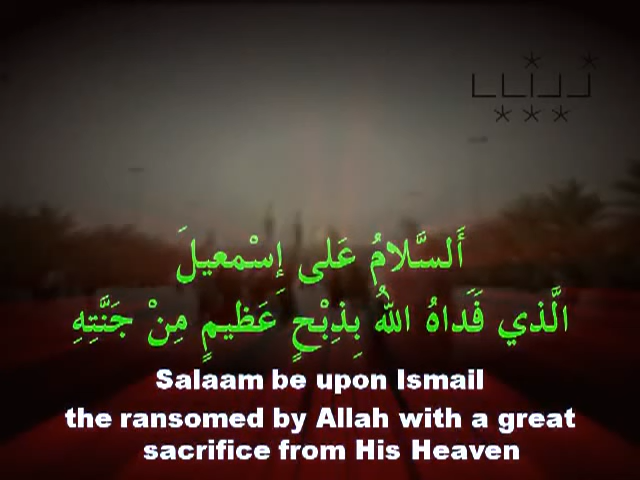 أَلسَّلامُ عَلى إِسْمعيلَ
الَّذي فَداهُ اللهُ بِذِبْحٍ عَظيمٍ مِنْ جَنَّتِهِ
Salaam be upon Ismail
the ransomed by Allah with a great
sacrifice from His Heaven